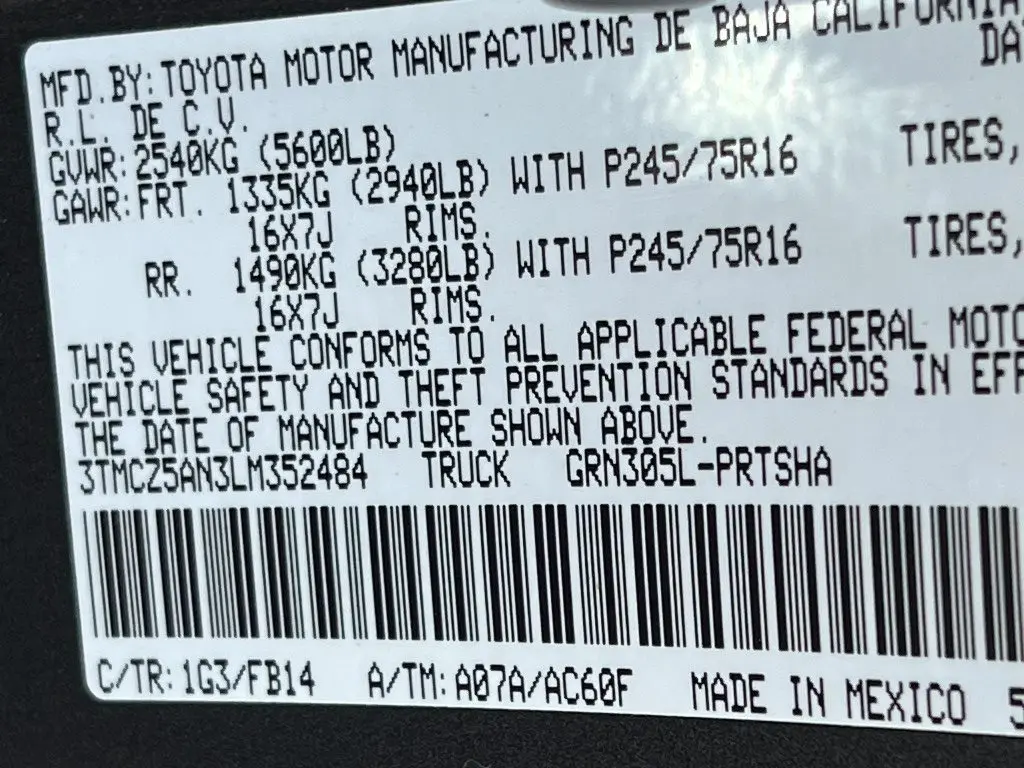 MFD.BY:TOYOTA MOTOR MANUFACTURING DE BAJA CALIFORNIA
DA
R.L. DE C.V.
GVWR:2540KG (5600LB)
GAWR:FRT. 1335KG (2940LB) WITH P245/75R16 TIRES,
16X7J RIMS.
RR. 1490KG (3280LB) WITH P245/75R16 TIRES,
16X7J RIMS.
THIS VEHICLE CONFORMS TO ALL APPLICABLE FEDERAL MOTO
VEHICLE SAFETY AND THEFT PREVENTION STANDARDS IN EFF
THE DATE OF MANUFACTURE SHOWN ABOVE.
3TMCZ5AN3LM352484 TRUCK GRN305L-PRTSHA
C/TR:1G3/FB14 A/TM:A07A/AC60F MADE IN MEXICO 5